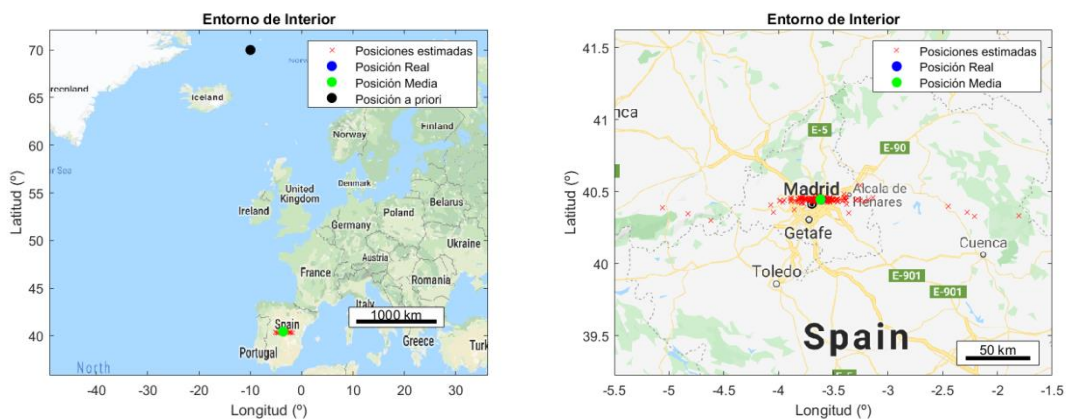 Entorno de Interior
70
65
60
55
50
45
40
Latitud (º)
-40
-30
-20
-10
0
10
20
30
Longitud (º)
Posiciones estimadas
Posición Real
Posición Media
Posición a priori
Iceland
Norway
Finland
United
Kingdom
Ireland
Denmark
Belarus
Poland
Germany
Ukraine
Austria
France
Romania
Italy
1000 km
Spain
Portugal
Greece
North
Entorno de Interior
41.5
41
40.5
40
39.5
Latitud (º)
-5.5
-5
-4.5
-4
-3.5
-3
-2.5
-2
-1.5
Longitud (º)
Posiciones estimadas
Posición Real
Posición Media
E-5
E-90
Madrid
Alcala de
Henares
Getafe
Cuenca
Toledo
E-901
E-901
Spain
50 km